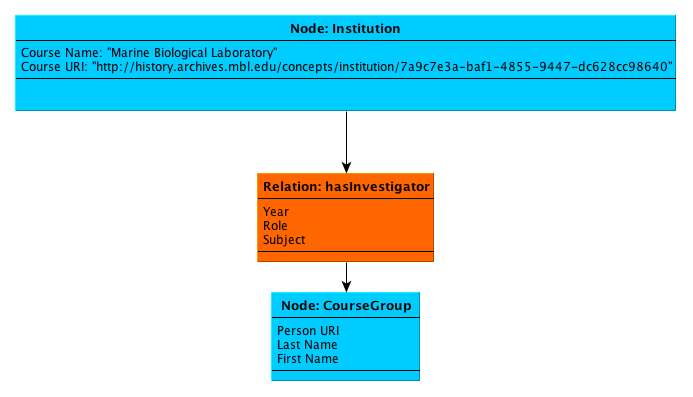 Node: Institution
Course Name: "Marine Biological Laboratory"
Course URI: "http://history.archives.mbl.edu/concepts/institution/7a9c7e3a-baf1-4855-9447-dc628cc98640"
Relation: hasInvestigator
Year
Role
Subject
Node: CourseGroup
Person URI
Last Name
First Name